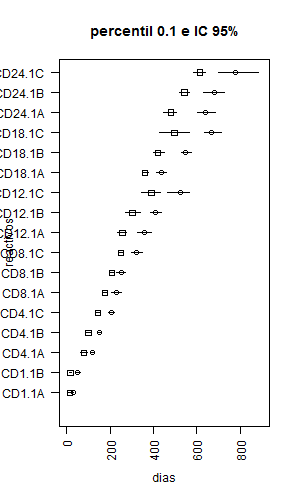 percentil 0.1 e IC 95%
CD24.1C
CD24.1B
CD24.1A
CD18.1C
CD18.1B
CD18.1A
CD12.1C
CD12.1B
CD12.1A
CD8.1C
CD8.1B
CD8.1A
CD4.1C
CD4.1B
CD4.1A
CD1.1B
CD1.1A
reactivos
0 200 400 600 800
dias